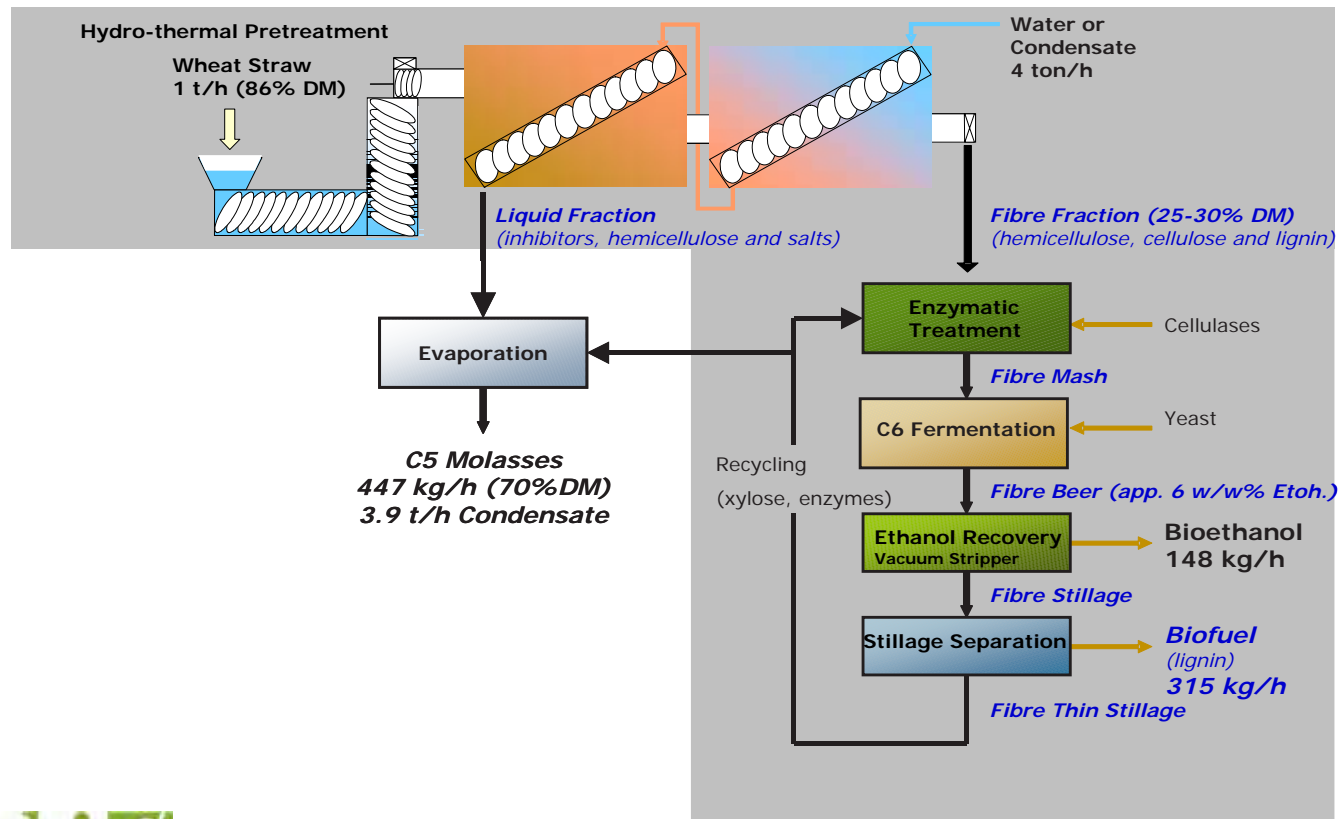 Hydro-thermal Pretreatment
Wheat Straw
1 t/h (86% DM)
Water or
Condensate
4 ton/h
Liquid Fraction
(inhibitors, hemicellulose and salts)
Fibre Fraction (25-30% DM)
(hemicellulose, cellulose and lignin)
Enzymatic
Treatment
Cellulases
Evaporation
Fibre Mash
C6 Fermentation
Yeast
C5 Molasses
447 kg/h (70%DM)
3.9 t/h Condensate
Recycling
(xylose, enzymes)
Fibre Beer (app. 6 w/w% Etoh.)
Ethanol Recovery
Vacuum Stripper
Bioethanol
148 kg/h
Fibre Stillage
Stillage Separation
Biofuel
(lignin)
315 kg/h
Fibre Thin Stillage